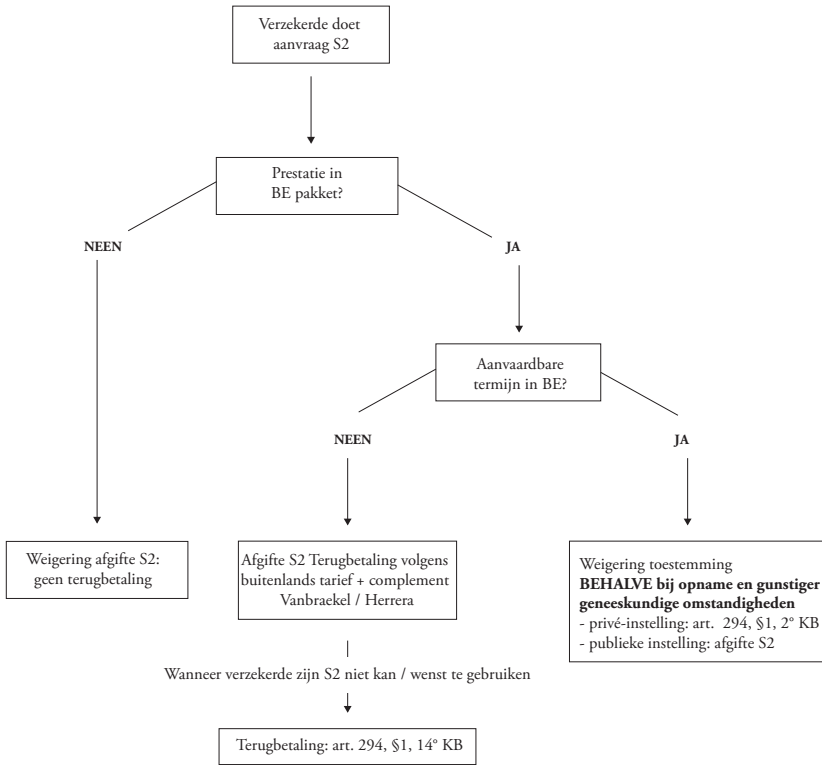 Verzekerde doet
aanvraag S2
Prestatie in
BE pakket?
NEEN
JA
Aanvaardbare
termijn in BE?
NEEN
JA
Weigering afgifte S2:
geen terugbetaling
Afgifte S2 Terugbetaling volgens
buitenlands tarief + complement
Vanbraekel / Herrera
Weigering toestemming
BEHALVE bij opname en gunstiger
geneeskundige omstandigheden
- privé-instelling: art. 294, §1, 2° KB
- publieke instelling: afgifte S2
Wanneer verzekerde zijn S2 niet kan / wenst te gebruiken
Terugbetaling: art. 294, §1, 14° KB